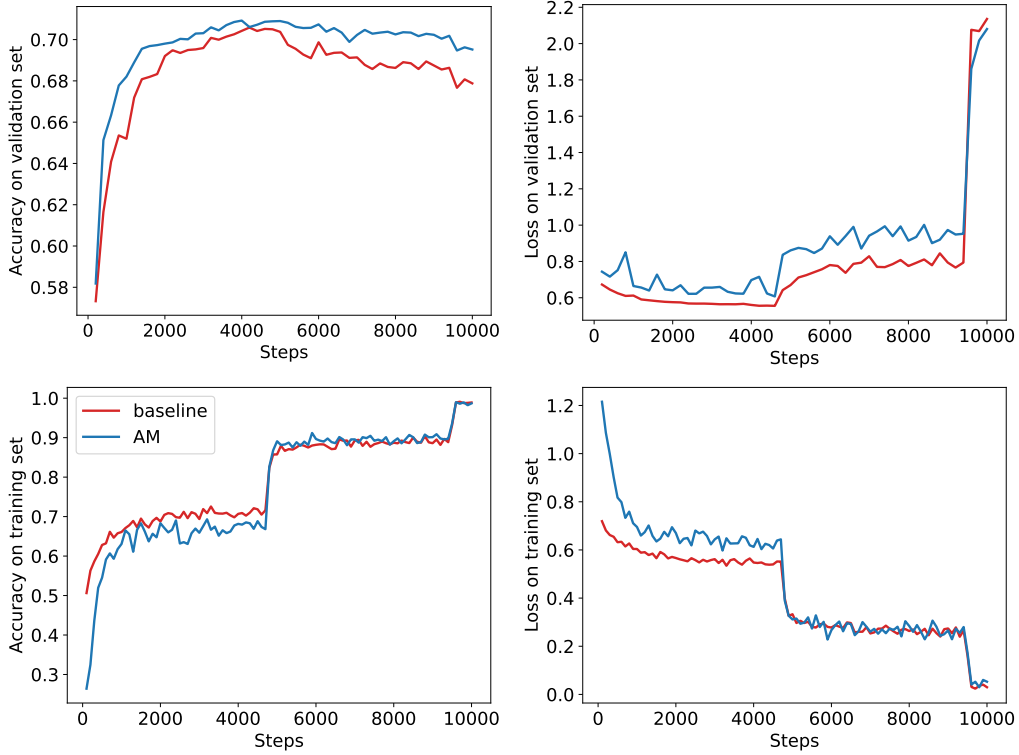 Accuracy on validation set
0.70
0.68
0.66
0.64
0.62
0.60
0.58
0 2000 4000 6000 8000 10000
Steps
Loss on validation set
2.2
2.0
1.8
1.6
1.4
1.2
1.0
0.8
0.6
0 2000 4000 6000 8000 10000
Steps
Accuracy on training set
1.0
0.9
0.8
0.7
0.6
0.5
0.4
0.3
baseline
AM
0 2000 4000 6000 8000 10000
Steps
Loss on training set
1.2
1.0
0.8
0.6
0.4
0.2
0.0
0 2000 4000 6000 8000 10000
Steps